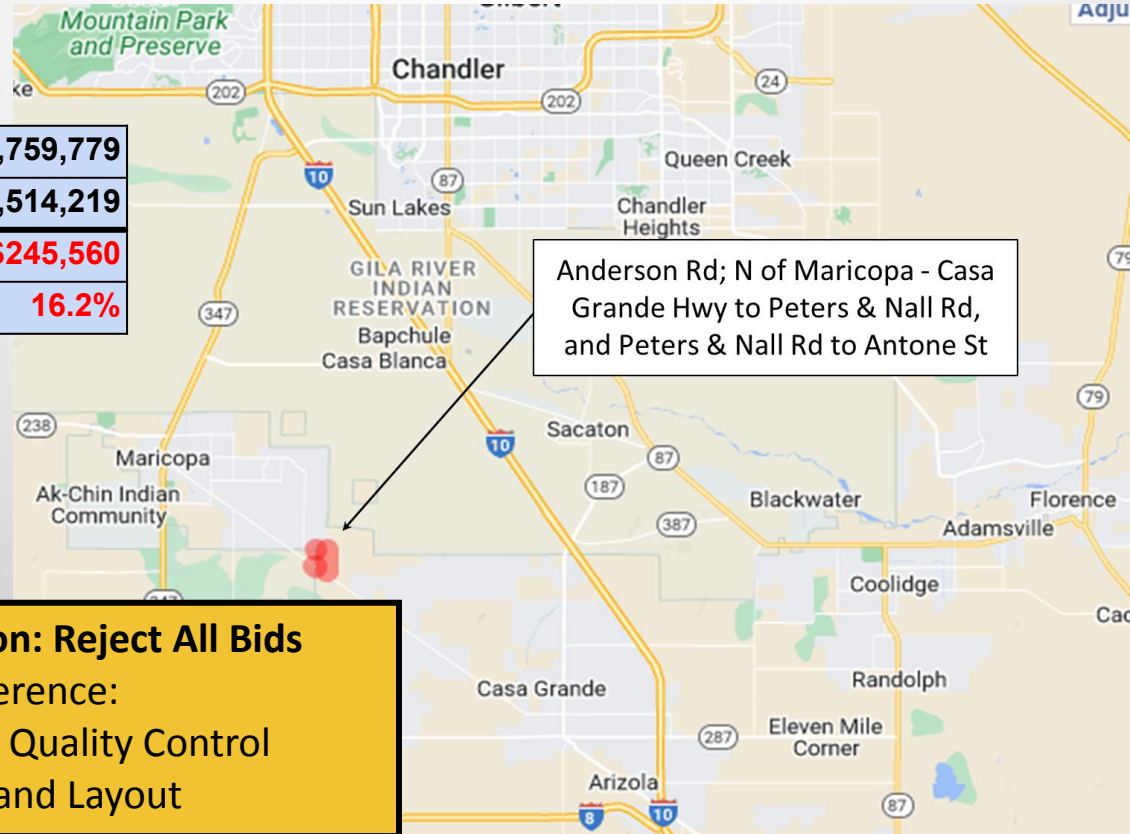 Mountain Park
and Preserve
Adju
Chandler
24
202
202
,759,779
,514,219
$245,560
16.2%
10
87
Queen Creek
Sun Lakes
Chandler
Heights
79
GILA RIVER
INDIAN
RESERVATION
Anderson Rd; N of Maricopa - Casa
Grande Hwy to Peters & Nall Rd,
and Peters & Nall Rd to Antone St
347
Bapchule
Casa Blanca
79
238
Sacaton
10
87
Maricopa
187
Ak-Chin Indian
Community
Blackwater
Florence
387
Adamsville
Coolidge
on: Reject All Bids
erence:
Quality Control
and Layout
Casa Grande
Randolph
287
Eleven Mile
Corner
Arizola
8
10
87